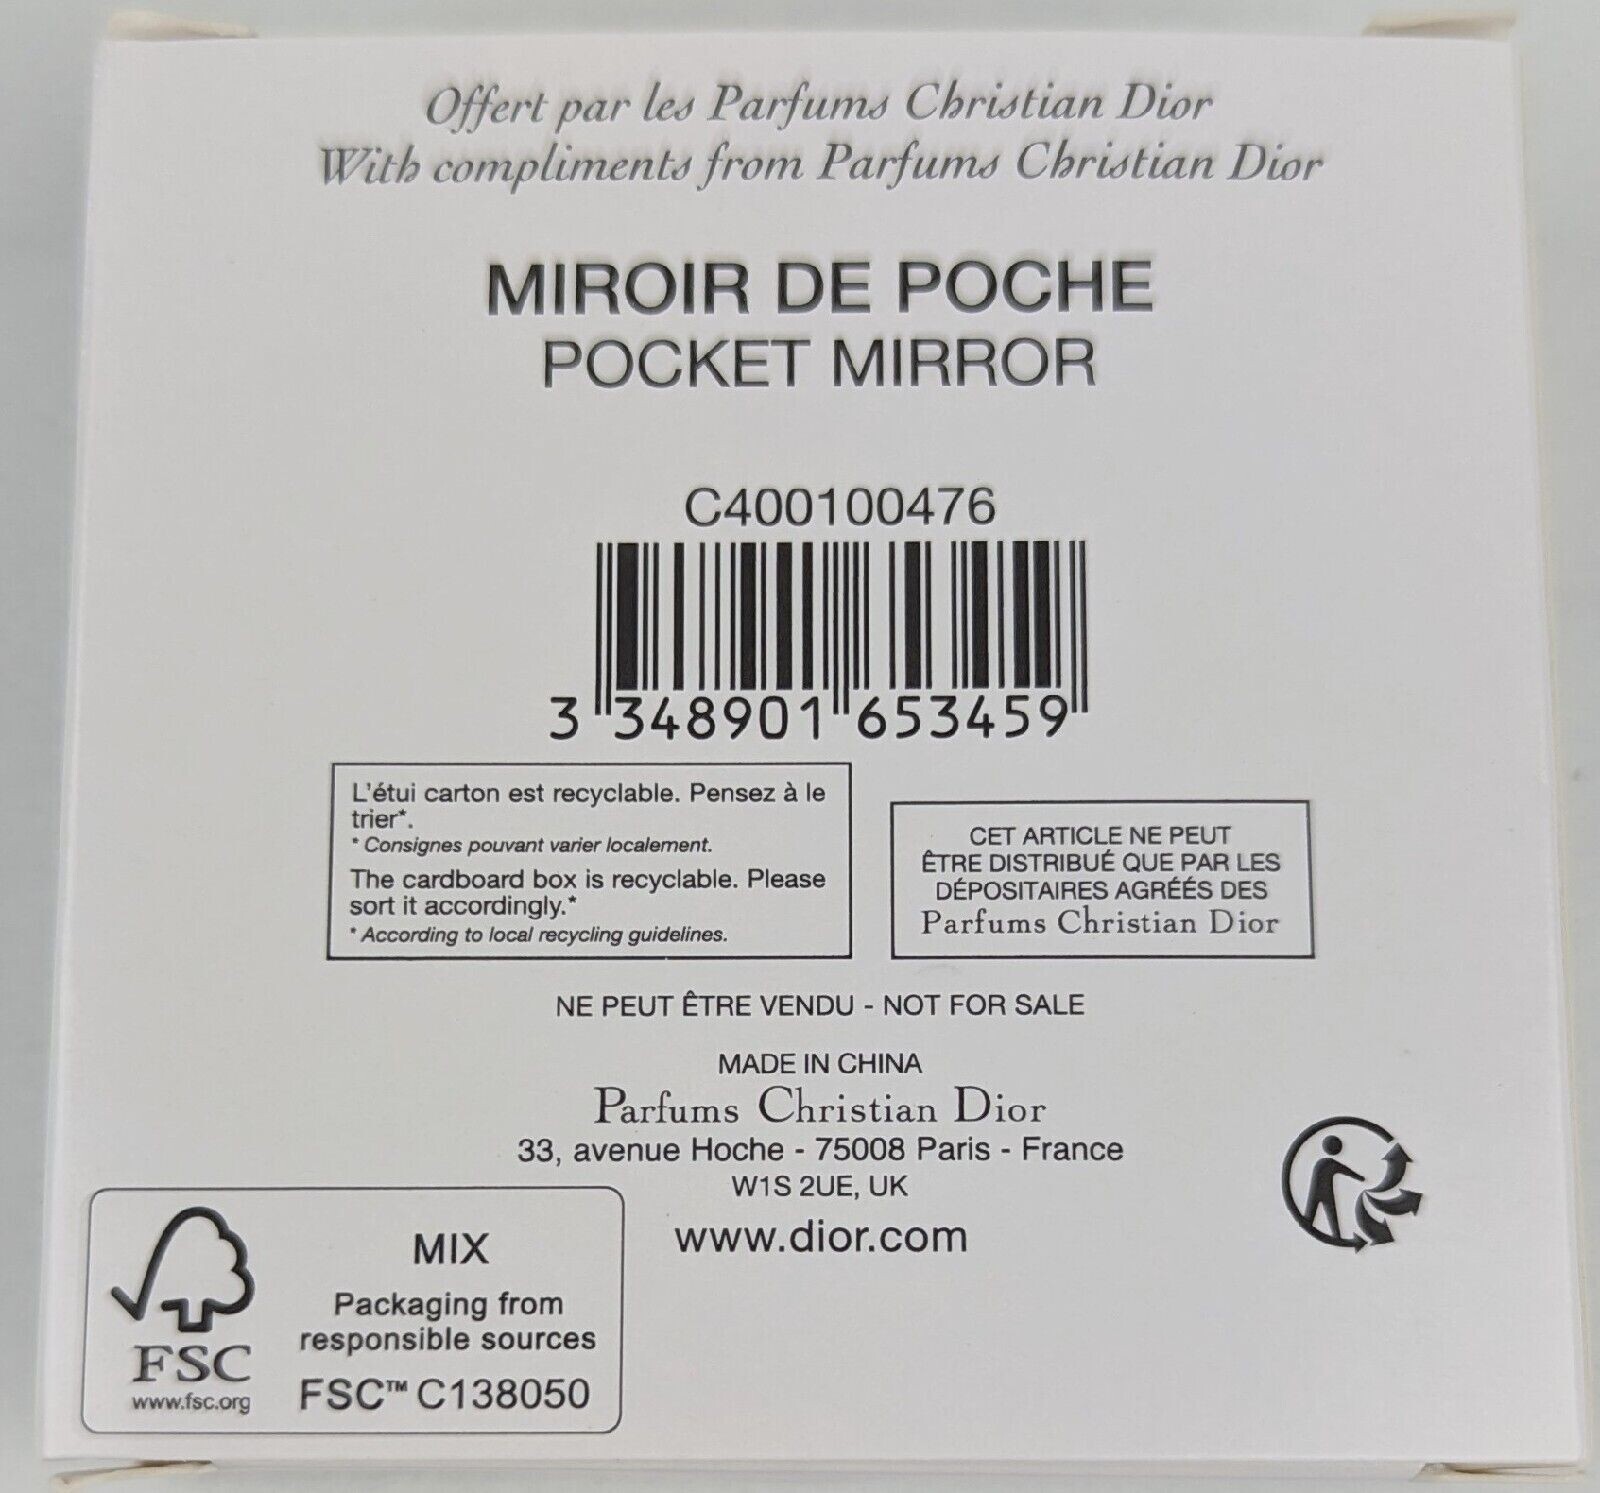 Offert par les Parfums Christian Dior
With compliments from Parfums Christian Dior
MIROIR DE POCHE
POCKET MIRROR
C400100476
3 348901 653459
L'étui carton est recyclable. Pensez à le
trier*.
* Consignes pouvant varier localement.
The cardboard box is recyclable. Please
sort it accordingly.*
* According to local recycling guidelines.
CET ARTICLE NE PEUT
ÊTRE DISTRIBUÉ QUE PAR LES
DÉPOSITAIRES AGRÉÉS DES
Parfums Christian Dior
NE PEUT ÊTRE VENDU - NOT FOR SALE
MADE IN CHINA
Parfums Christian Dior
33, avenue Hoche - 75008 Paris - France
W1S 2UE, UK
www.dior.com
FSC
www.fsc.org
MIX
Packaging from
responsible sources
FSC™ C138050